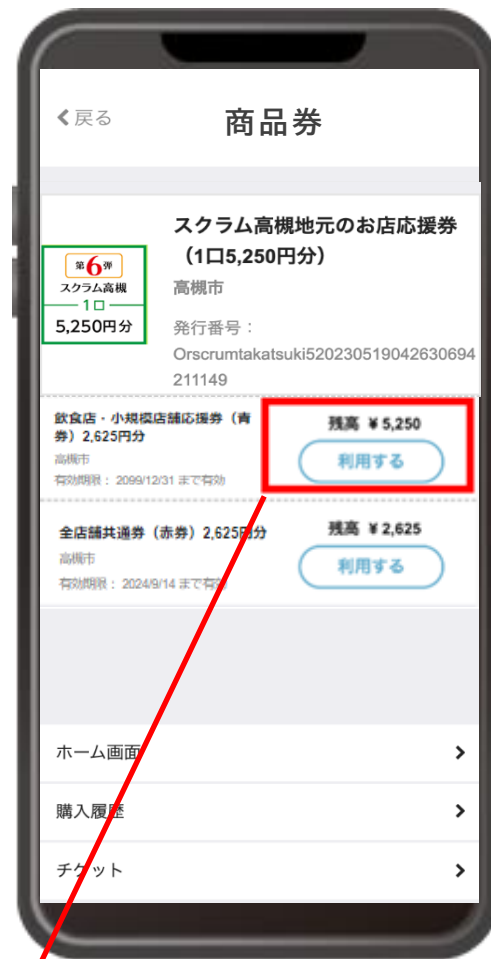 戻る
商品券
第6弾
スクラム高槻
1口
5,250円分
スクラム高槻地元のお店応援券
（1口5,250円分）
高槻市
発行番号：
Orscrumtakatsuki520230519042630694
211149
飲食店・小規模店舗応援券（青
券）2,625円分
高槻市
有効期限： 2099/12/31 まで有効
残高 ￥5,250
利用する
全店舗共通券（赤券）2,625円分
高槻市
有効期限： 2024/9/14 まで有効
残高 ￥2,625
利用する
ホーム画面
購入履歴
チケット